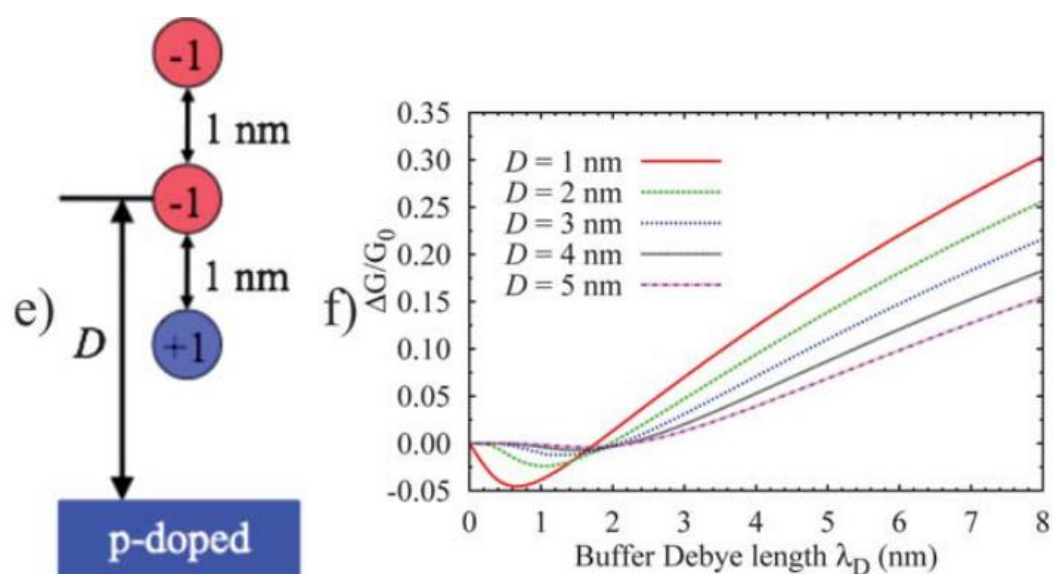 e)
-1
1 nm
-1
1 nm
D
+1
p-doped
f)
ΔG/G₀
0.35
0.30
0.25
0.20
0.15
0.10
0.05
0.00
-0.05
D = 1 nm
D = 2 nm
D = 3 nm
D = 4 nm
D = 5 nm
0 1 2 3 4 5 6 7 8
Buffer Debye length λ_D (nm)